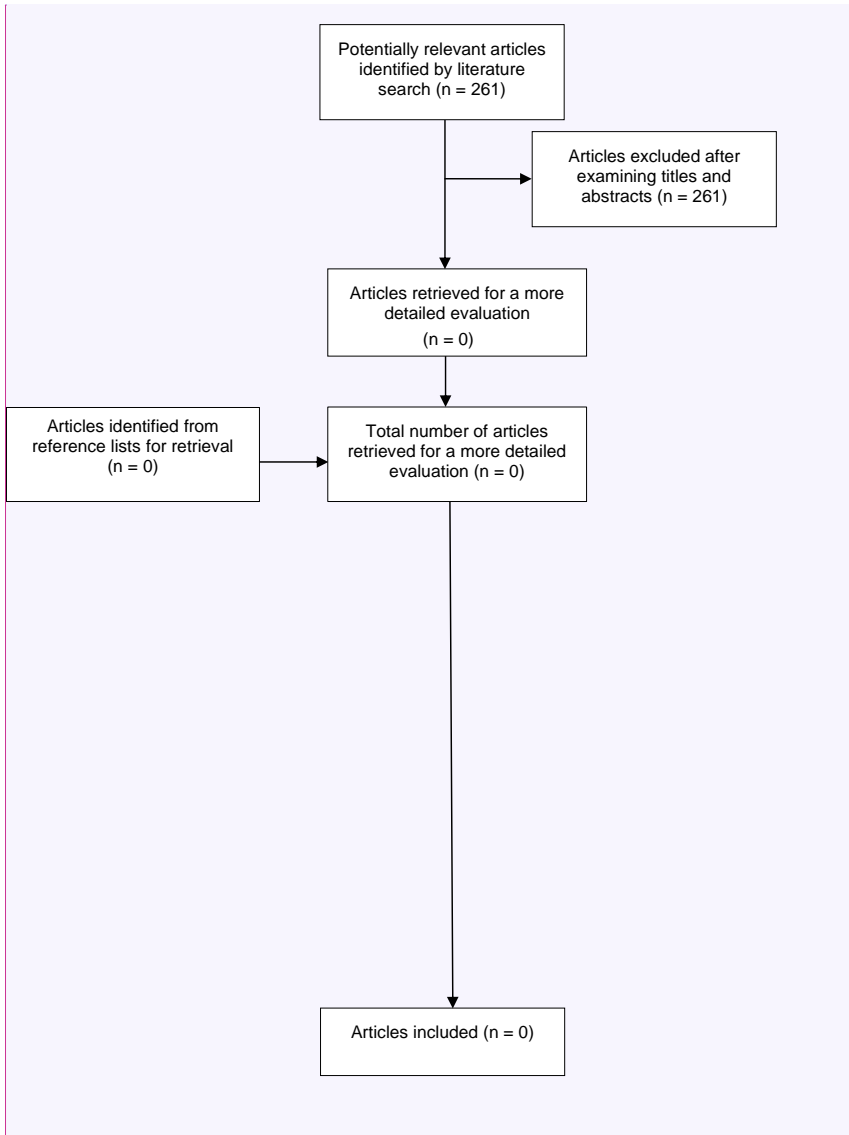 Potentially relevant articles
identified by literature
search (n = 261)
Articles excluded after
examining titles and
abstracts (n = 261)
Articles retrieved for a more
detailed evaluation
(n = 0)
Articles identified from
reference lists for retrieval
(n = 0)
Total number of articles
retrieved for a more detailed
evaluation (n = 0)
Articles included (n = 0)